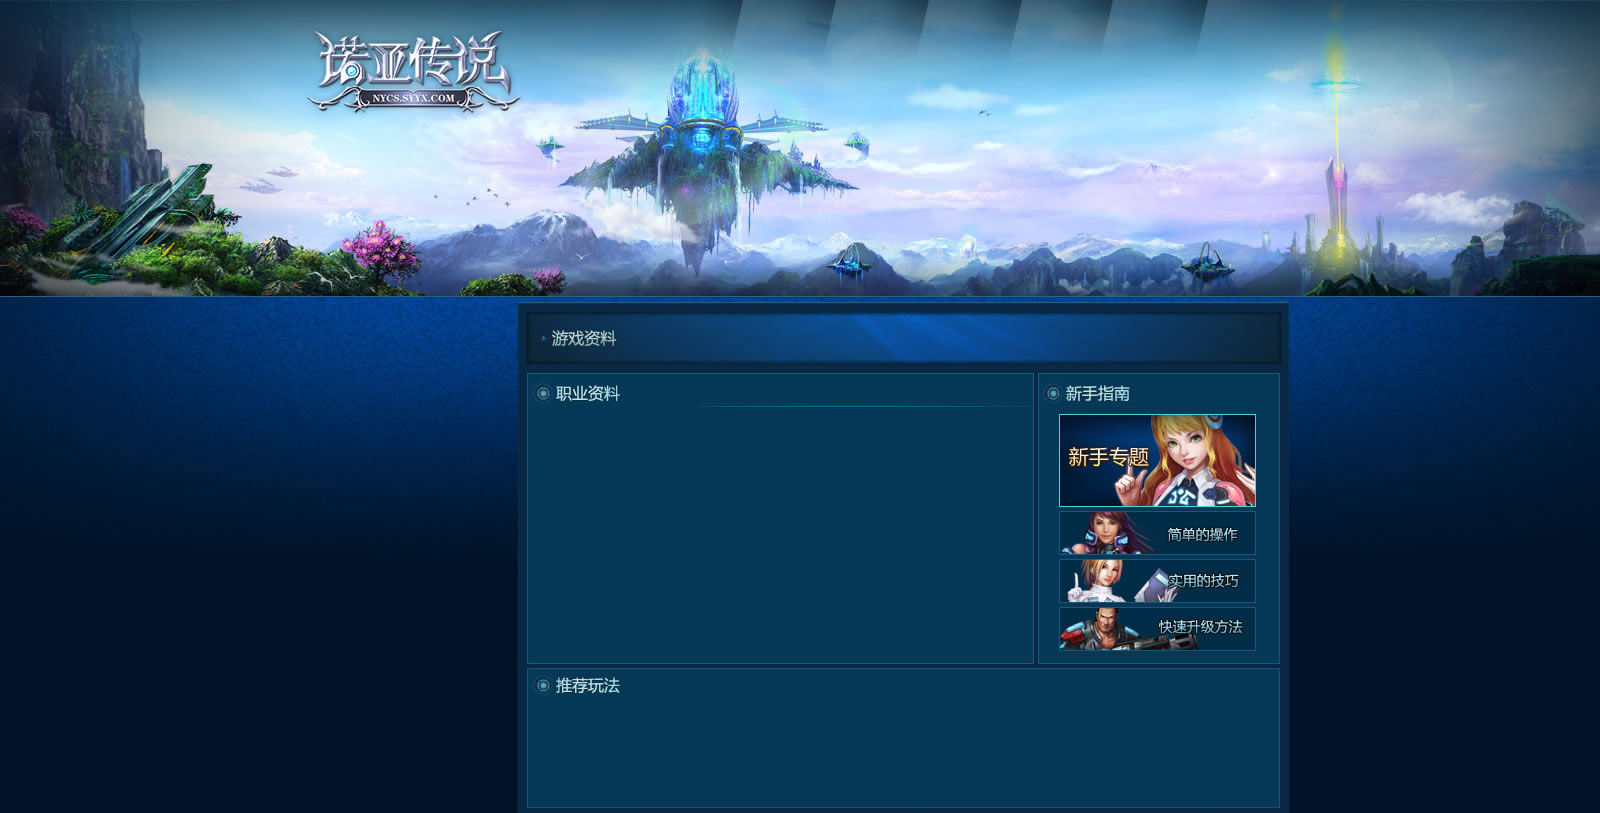 诺亚传说
NYCS.SYYX.COM
游戏资料
职业资料
新手指南
新手专题
简单的操作
实用的技巧
快速升级方法
推荐玩法